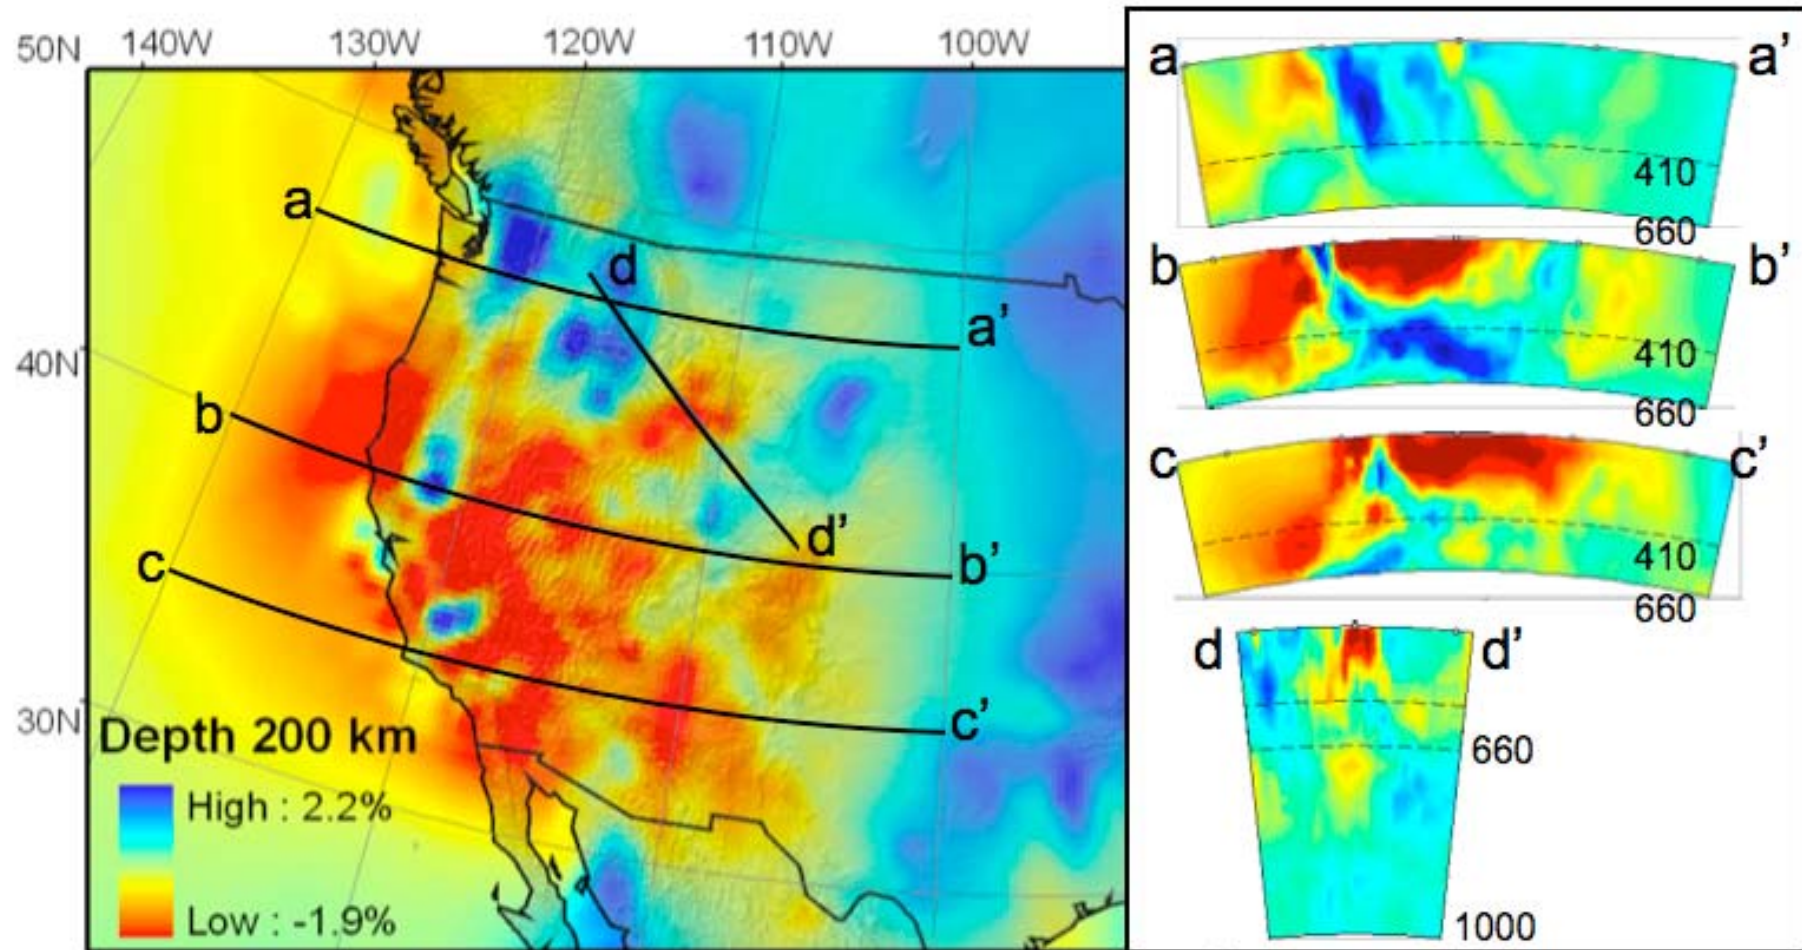 50N 140W 130W 120W 110W 100W
40N
30N
a
a’
b
b’
c
c’
d
d’
Depth 200 km
High : 2.2%
Low : -1.9%
a
a’
410
660
b
b’
410
660
c
c’
410
660
d
d’
660
1000